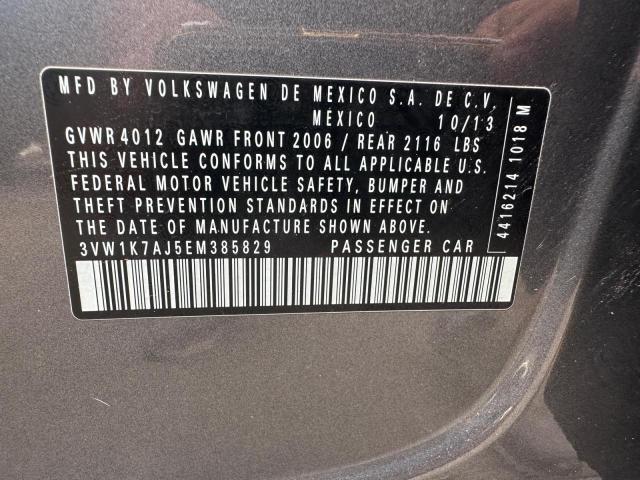 MFD BY VOLKSWAGEN DE MEXICO S.A. DE C.V.
MÉXICO 10/13
GVWR 4012 GAWR FRONT 2006 / REAR 2116 LBS
THIS VEHICLE CONFORMS TO ALL APPLICABLE U.S.
FEDERAL MOTOR VEHICLE SAFETY, BUMPER AND
THEFT PREVENTION STANDARDS IN EFFECT ON
THE DATE OF MANUFACTURE SHOWN ABOVE.
3VW1K7AJ5EM385829 PASSENGER CAR
4416214 1018 M